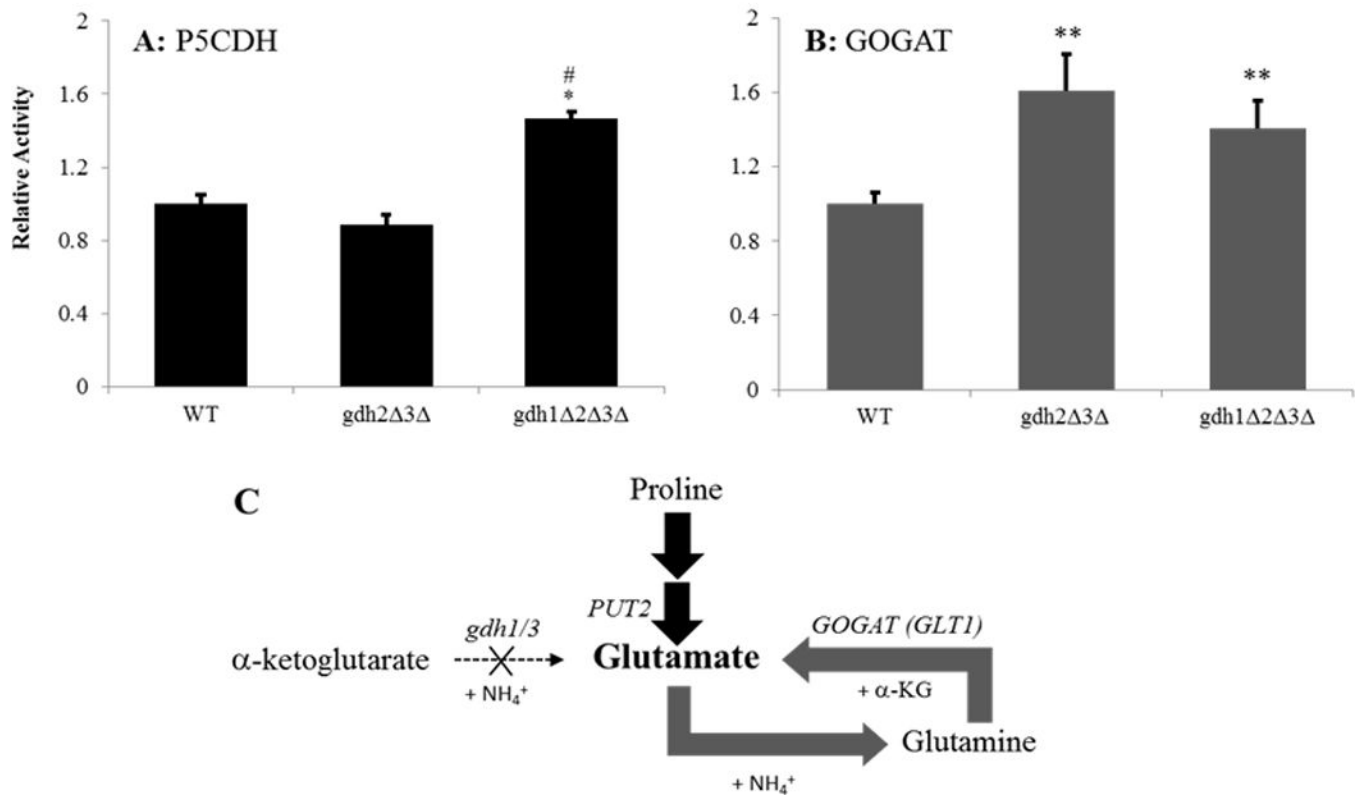 A: P5CDH
Relative Activity
2
1.6
1.2
0.8
0.4
0
#
*
WT
gdh2Δ3Δ
gdh1Δ2Δ3Δ
B: GOGAT
2
1.6
1.2
0.8
0.4
0
**
**
WT
gdh2Δ3Δ
gdh1Δ2Δ3Δ
C
Proline
PUT2
gdh1/3
GOGAT (GLT1)
α-ketoglutarate
Glutamate
+ NH₄⁺
+ α-KG
Glutamine
+ NH₄⁺